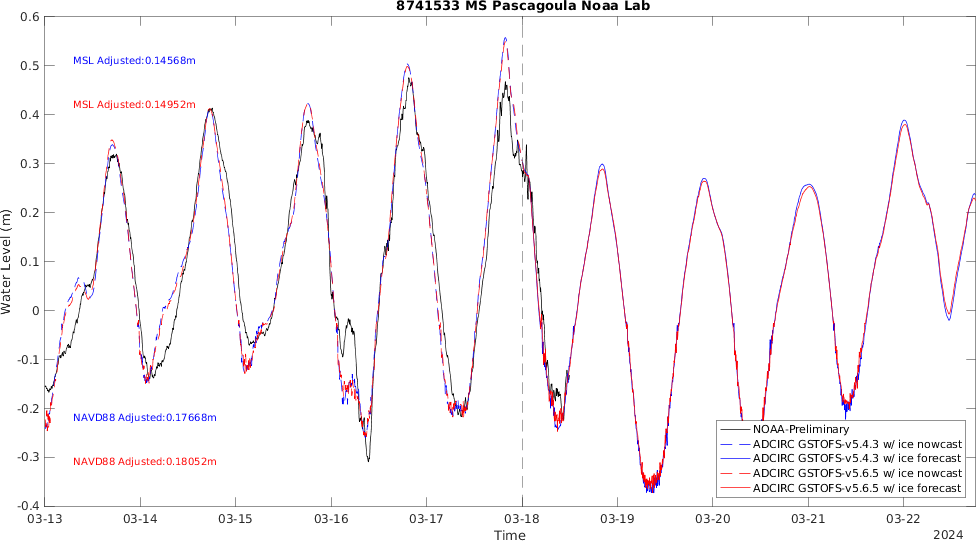 8741533 MS Pascagoula Noaa Lab
0.6
0.5
0.4
0.3
0.2
0.1
0
-0.1
-0.2
-0.3
-0.4
Water Level (m)
MSL Adjusted:0.14568m
MSL Adjusted:0.14952m
NAVD88 Adjusted:0.17668m
NAVD88 Adjusted:0.18052m
NOAA-Preliminary
ADCIRC GSTOFS-v5.4.3 w/ ice nowcast
ADCIRC GSTOFS-v5.4.3 w/ ice forecast
ADCIRC GSTOFS-v5.6.5 w/ ice nowcast
ADCIRC GSTOFS-v5.6.5 w/ ice forecast
03-13 03-14 03-15 03-16 03-17 03-18 03-19 03-20 03-21 03-22
Time
2024